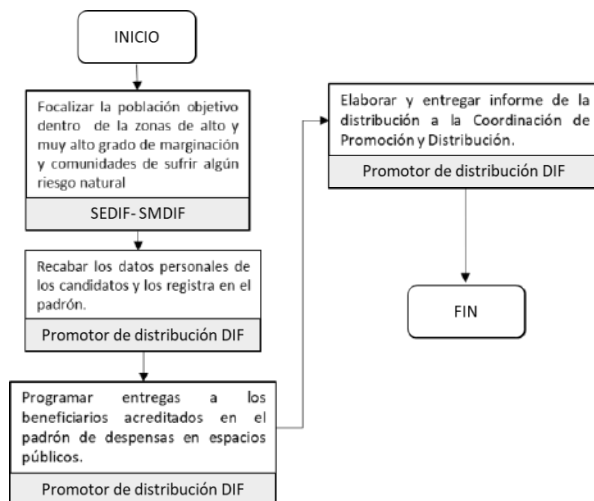 INICIO
Focalizar la población objetivo
dentro de la zonas de alto y
muy alto grado de marginación
y comunidades de sufrir algún
riesgo natural
SEDIF- SMDIF
Recabar los datos personales de
los candidatos y los registra en el
padrón.
Promotor de distribución DIF
Programar entregas a los
beneficiarios acreditados en el
padrón de despensas en espacios
públicos.
Promotor de distribución DIF
Elaborar y entregar informe de la
distribución a la Coordinación de
Promoción y Distribución.
Promotor de distribución DIF
FIN